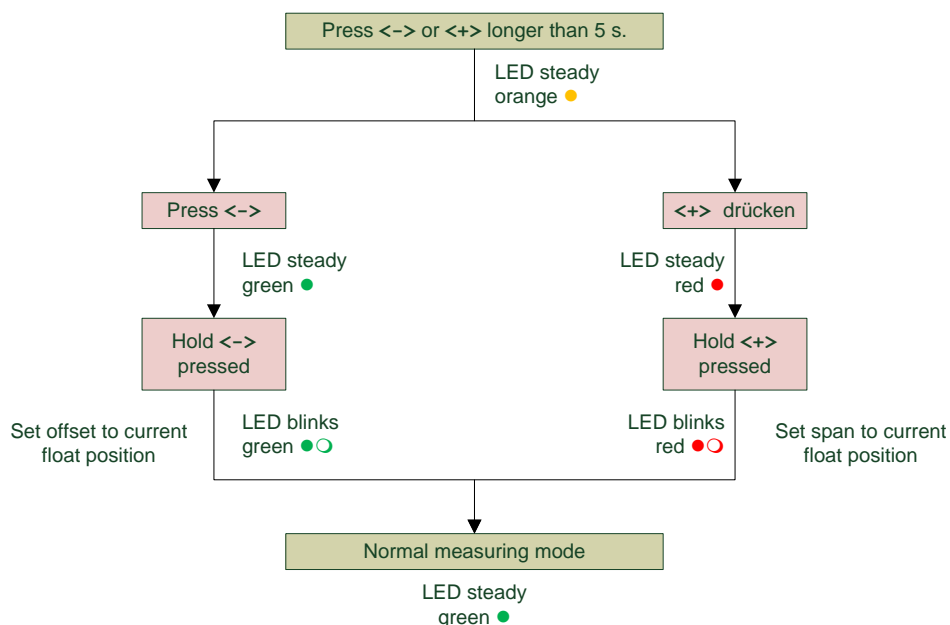 Press <-> or <+> longer than 5 s.
LED steady
orange
Press <->
<+> drücken
LED steady
green
LED steady
red
Hold <->
pressed
Hold <+>
pressed
Set offset to current
float position
LED blinks
green
LED blinks
red
Set span to current
float position
Normal measuring mode
LED steady
green